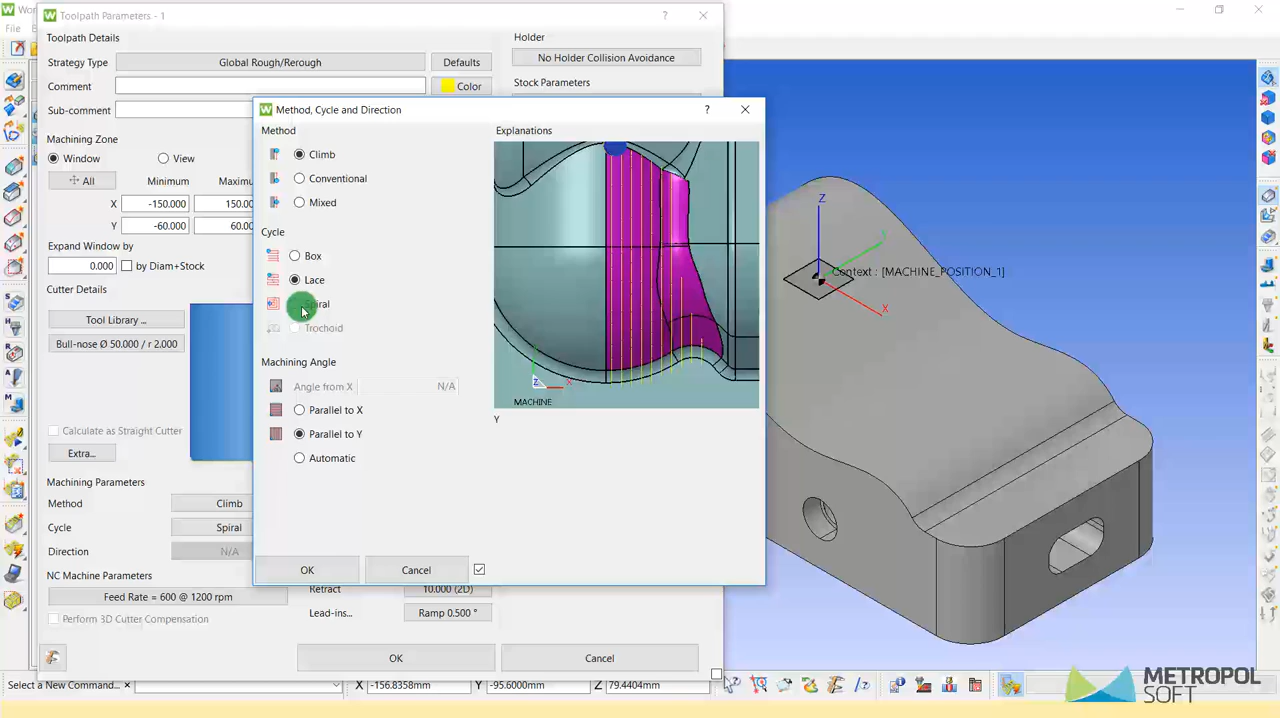 Wor
Toolpath Parameters - 1
?
File
Toolpath Details
Holder
Strategy Type
Global Rough/Rerough
Defaults
No Holder Collision Avoidance
Comment
Color
Stock Parameters
Sub-comment
Method, Cycle and Direction
?
Machining Zone
Method
Explanations
Window
View
Climb
All
Minimum
Maxim
Conventional
X
-150.000
150.00
Mixed
Y
-60.000
60.00
Cycle
Expand Window by
Box
0.000
by Diam+Stock
Lace
Cutter Details
Tool Library ...
Trochoid
Bull-nose Ø 50.000 / r 2.000
Machining Angle
Angle from X
N/A
Parallel to X
Parallel to Y
Automatic
Z
X
MACHINE
Y
Calculate as Straight Cutter
Extra...
Machining Parameters
Method
Climb
Cycle
Spiral
Direction
N/A
OK
Cancel
NC Machine Parameters
Feed Rate = 600 @ 1200 rpm
Retract
10.000 (2D)
Perform 3D Cutter Compensation
Lead-ins...
Ramp 0.500 °
OK
Cancel
Z
Context : [MACHINE_POSITION_1]
X
Select a New Command...
X
-156.8358mm
Y
-95.6000mm
Z
79.4404mm
METROPOL
SOFT